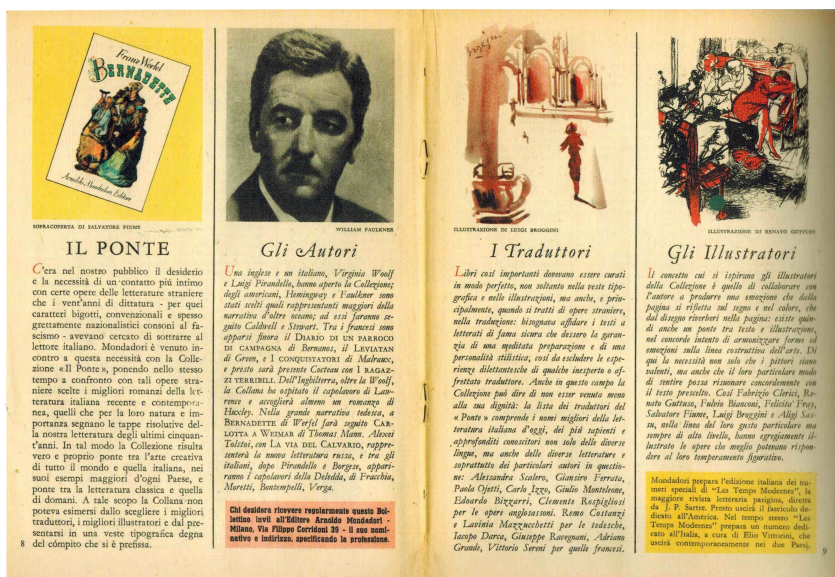 Franz Werfel
BERNADETTE
Arnoldo Mondadori Editore
SOPRACOPERTA DI SALVATORE FIUME
IL PONTE
C'era nel nostro pubblico il desiderio
e la necessità di un contatto più intimo
con certe opere delle letterature straniere
che i vent'anni di dittatura - per quei
caratteri bigotti, convenzionali e spesso
grettamente nazionalistici consoni al fa-
scismo - avevano cercato di sottrarre al
lettore italiano. Mondadori è venuto in-
contro a questa necessità con la Colle-
zione «Il Ponte», ponendo nello stesso
tempo a confronto con tali opere stra-
niere scelte i migliori romanzi della let-
teratura italiana recente e contempora-
nea, quelli che per la loro natura e im-
portanza segnano le tappe risolutive del-
la nostra letteratura degli ultimi cinquan-
t'anni. In tal modo la Collezione risulta
vero e proprio ponte tra l'arte creativa
di tutto il mondo e quella italiana, nei
suoi esempi maggiori d'ogni Paese, e
ponte tra la letteratura classica e quella
di domani. A tale scopo la Collana non
poteva esimersi dallo scegliere i migliori
traduttori, i migliori illustratori e dal pre-
sentarsi in una veste tipografica degna
del cómpito che si è prefissa.
8
WILLIAM FAULKNER
Gli Autori
Una inglese e un italiano, Virginia Woolf
e Luigi Pirandello, hanno aperto la Collezione;
degli americani, Hemingway e Faulkner sono
stati scelti quali rappresentanti maggiori della
narrativa d'oltre oceano; ad essi faranno se-
guito Caldwell e Stewart. Tra i francesi sono
apparsi finora il DIARIO DI UN PARROCO
DI CAMPAGNA di Bernanos, il LEVIATAN
di Green, e I CONQUISTATORI di Malraux,
e presto sarà presente Cocteau con I RAGAZ-
ZI TERRIBILI. Dell'Inghilterra, oltre la Woolf,
la Collana ha ospitato il capolavoro di Law-
rence e accoglierà almeno un romanzo di
Huxley. Nella grande narrativa tedesca, a
BERNADETTE di Werfel farà seguito CAR-
LOTTA A WEIMAR di Thomas Mann. Alexei
Tolstoi, con LA VIA DEL CALVARIO, rappre-
senterà la nuova letteratura russa, e tra gli
italiani, dopo Pirandello e Borgese, appari-
ranno i capolavori della Deledda, di Fracchia,
Moretti, Bontempelli, Verga.
Chi desidera ricevere regolarmente questo Bol-
lettino invii all'Editore Arnoldo Mondadori -
Milano, Via Filippo Corridoni 39 - il suo nomi-
nativo e indirizzo, specificando la professione.
ILLUSTRAZIONE DI LUIGI BROGGINI
I Traduttori
Libri così importanti dovevano essere curati
in modo perfetto, non soltanto nella veste tipo-
grafica e nelle illustrazioni, ma anche, e prin-
cipalmente, quando si tratti di opere straniere,
nella traduzione: bisognava affidare i testi a
letterati di fama sicura che dessero la garan-
zia di una meditata preparazione e di una
personalità stilistica, così da escludere le espe-
rienze dilettantesche di qualche inesperto o af-
frettato traduttore. Anche in questo campo la
Collezione può dire di non esser venuta meno
alla sua dignità: la lista dei traduttori del
« Ponte » comprende i nomi migliori della let-
teratura italiana d'oggi, dei più sapienti e
approfonditi conoscitori non solo delle diverse
lingue, ma anche delle diverse letterature e
soprattutto dei particolari autori in questio-
ne: Alessandra Scalero, Giansiro Ferrata,
Paola Ojetti, Carlo Izzo, Giulio Monteleone,
Edoardo Bizzarri, Clemente Rospigliosi
per le opere anglosassoni. Remo Costanzi
e Lavinia Mazzucchetti per le tedesche,
Iacopo Darca, Giuseppe Ravegnani, Adriano
Grande, Vittorio Sereni per quelle francesi.
ILLUSTRAZIONE DI RENATO GUTTUSO
Gli Illustratori
Il concetto cui si ispirano gli illustratori
della Collezione è quello di collaborare con
l'autore a produrre una emozione che dalla
pagina si rifletta sul segno e nel colore, che
dal disegno riverberi nella pagina: esiste quin-
di anche un ponte tra testo e illustrazione,
nel concorde intento di armonizzare forme ed
emozioni sulla linea costruttiva dell'arte. Di
qui la necessità non solo che i pittori siano
valenti, ma anche che il loro particolare modo
di sentire possa risuonare concordemente con
il testo prescelto. Così Fabrizio Clerici, Re-
nato Guttuso, Fulvio Bianconi, Felicita Frai,
Salvatore Fiume, Luigi Broggini e Aligi Sas-
su, nella linea del loro gusto particolare ma
sempre di alto livello, hanno egregiamente il-
lustrato le opere che meglio potevano rispon-
dere al loro temperamento figurativo.
Mondadori prepara l'edizione italiana dei nu-
meri speciali di “Les Temps Modernes”, la
maggiore rivista letteraria parigina, diretta
da J. P. Sartre. Presto uscirà il fascicolo de-
dicato all'America. Nel tempo stesso “Les
Temps Modernes” prepara un numero dedi-
cato all'Italia, a cura di Elio Vittorini, che
uscirà contemporaneamente nei due Paesi.
9